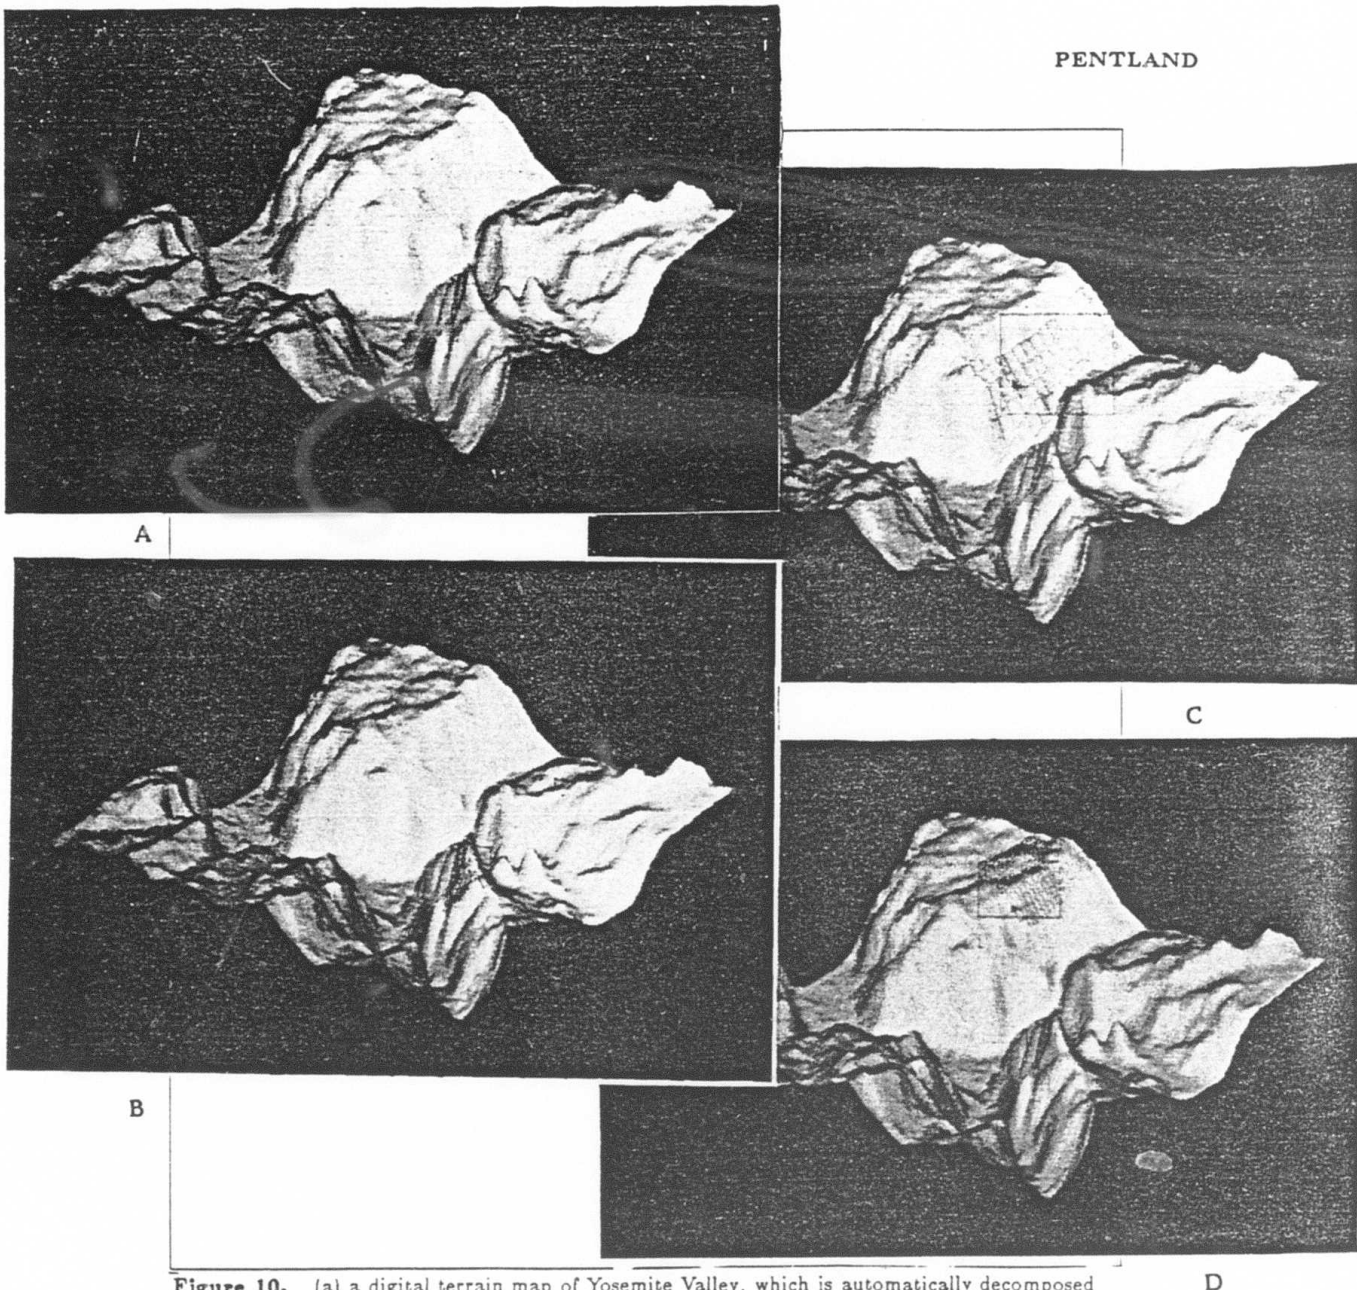 PENTLAND
A
C
B
Figure 10. (a) a digital terrain map of Yosemite Valley, which is automatically decomposed
D